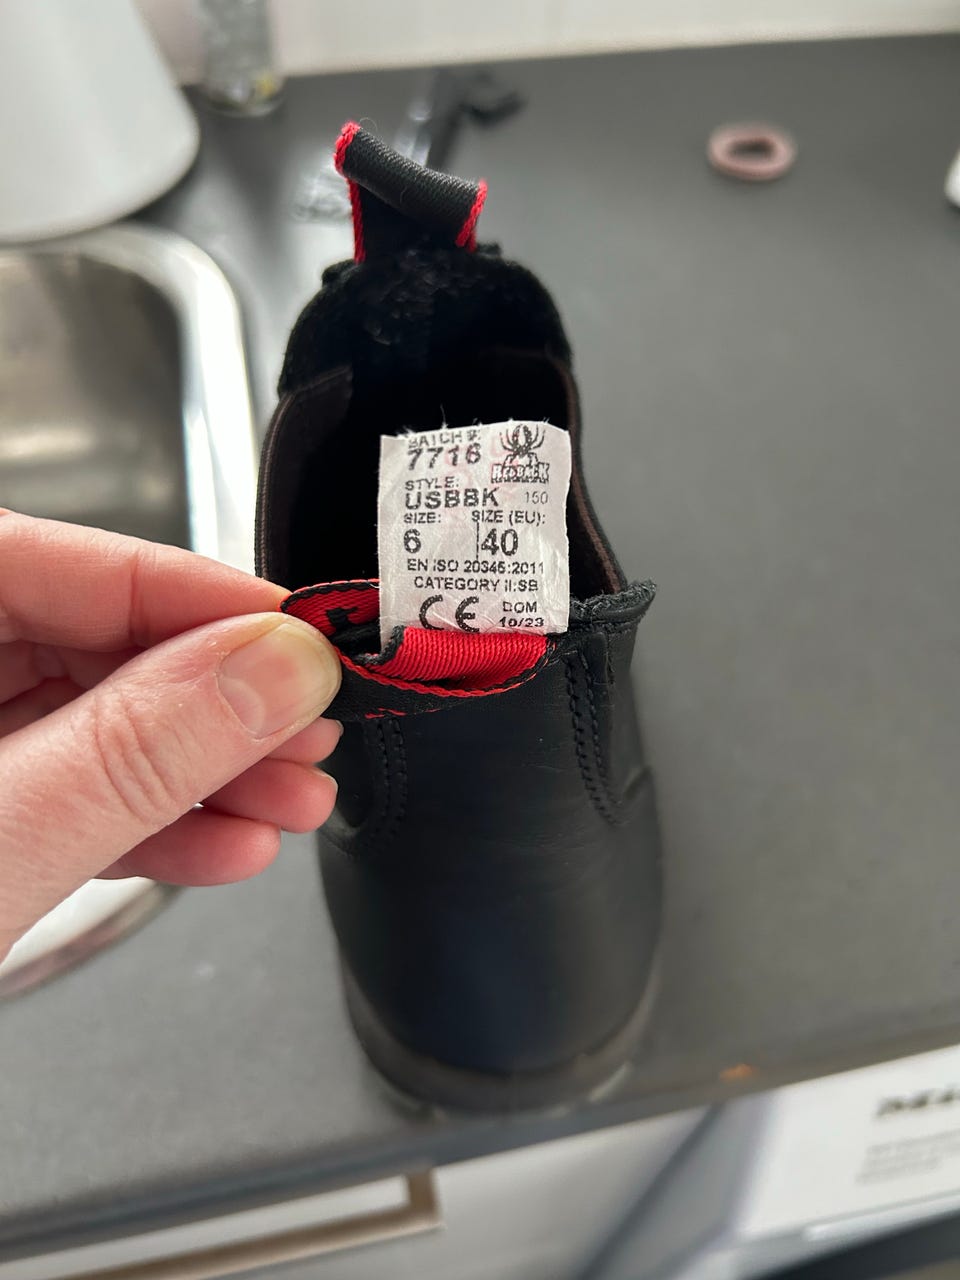 BATCH #:
7716
REDBACK
STYLE:
USBBK 150
SIZE: SIZE (EU):
6 40
EN ISO 20345:2011
CATEGORY II:SB
CE DOM
10/23